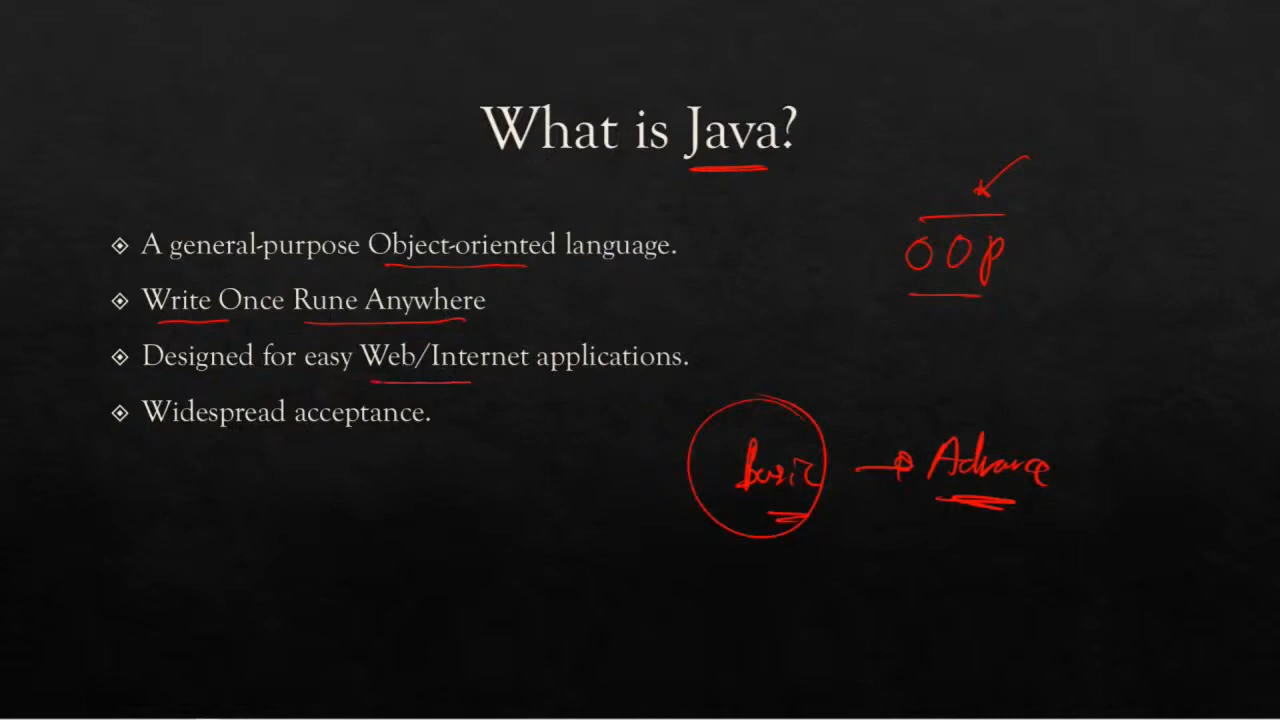 What is Java?
A general-purpose Object-oriented language.
Write Once Rune Anywhere
Designed for easy Web/Internet applications.
Widespread acceptance.
OOP
Basic → Advance